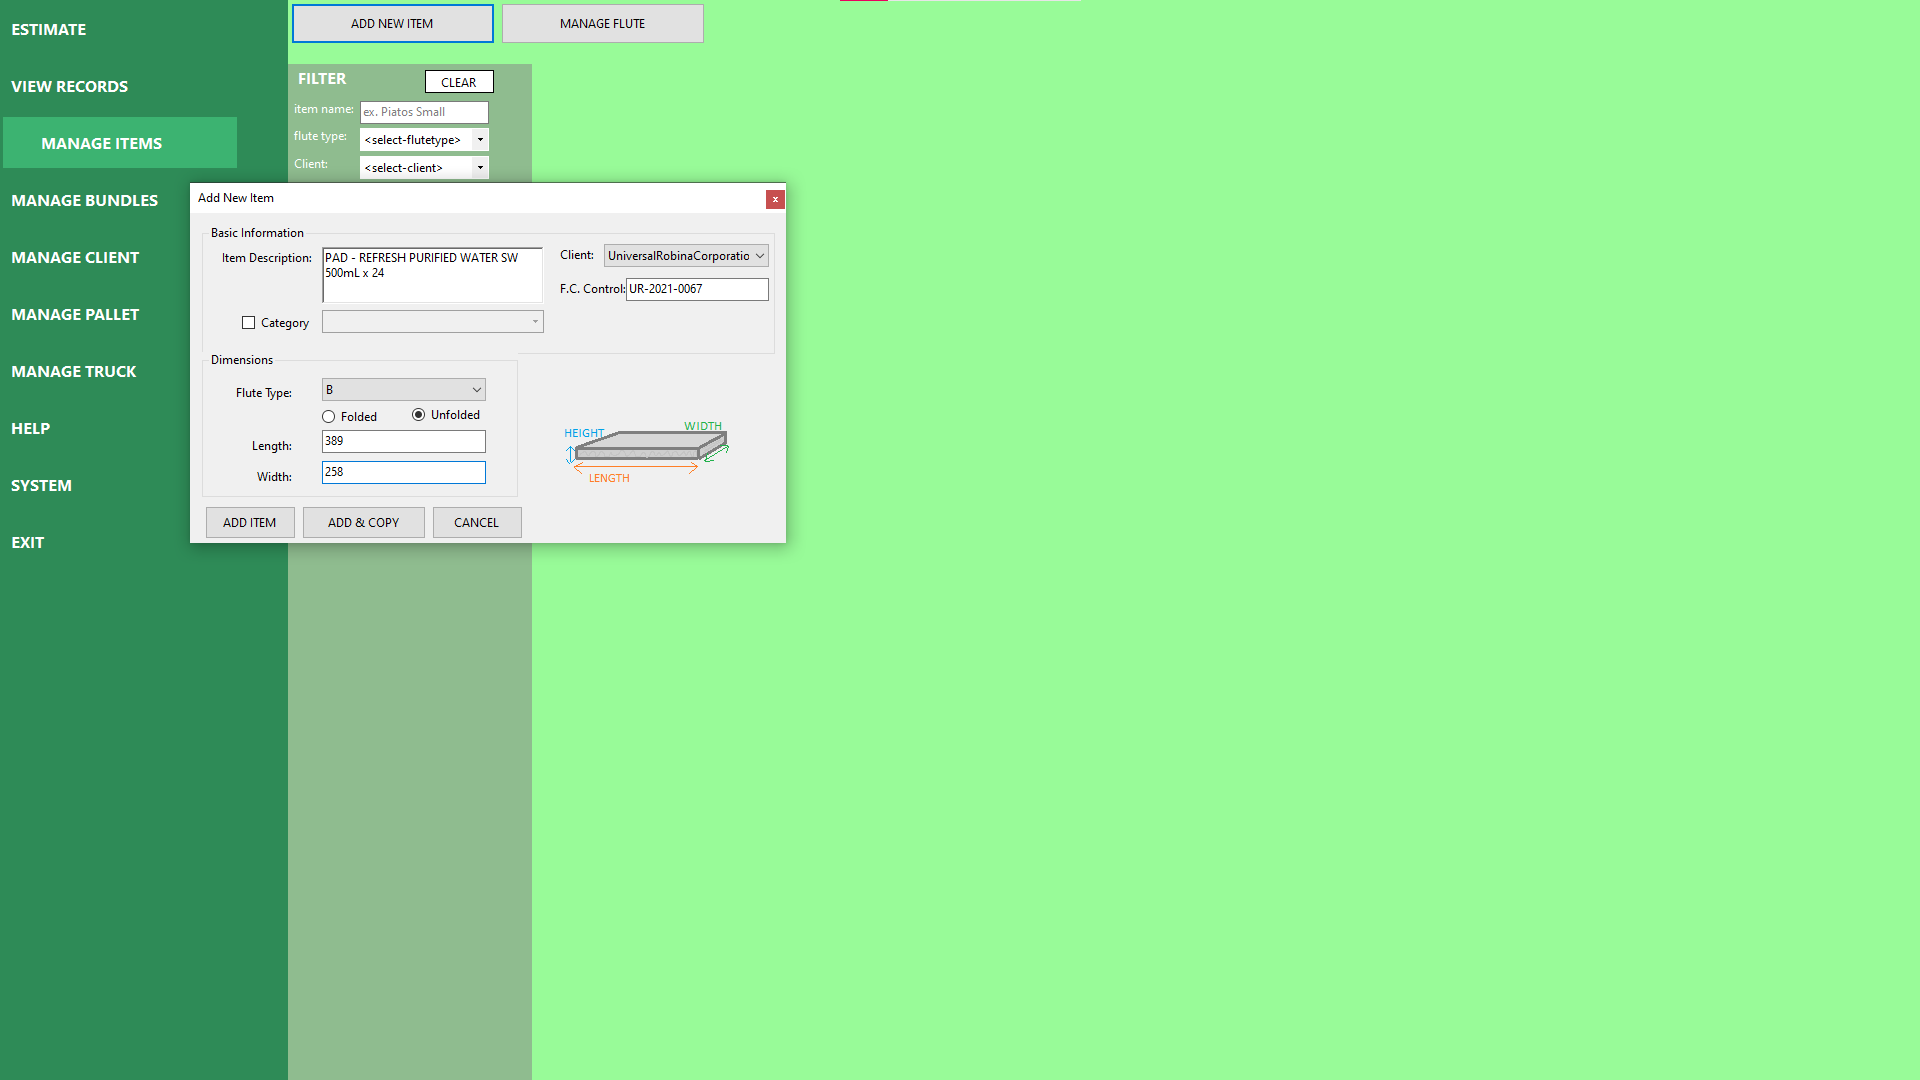 ESTIMATE
VIEW RECORDS
MANAGE ITEMS
MANAGE BUNDLES
MANAGE CLIENT
MANAGE PALLET
MANAGE TRUCK
HELP
SYSTEM
EXIT
ADD NEW ITEM
MANAGE FLUTE
FILTER
CLEAR
item name:
ex. Piatos Small
flute type:
<select-flutetype>
Client:
<select-client>
Add New Item
x
Basic Information
Item Description:
PAD - REFRESH PURIFIED WATER SW
500mL x 24
Client:
UniversalRobinaCorporatio
F.C. Control:
UR-2021-0067
Category
Dimensions
Flute Type:
B
Folded
Unfolded
Length:
389
Width:
258
HEIGHT
WIDTH
LENGTH
ADD ITEM
ADD & COPY
CANCEL